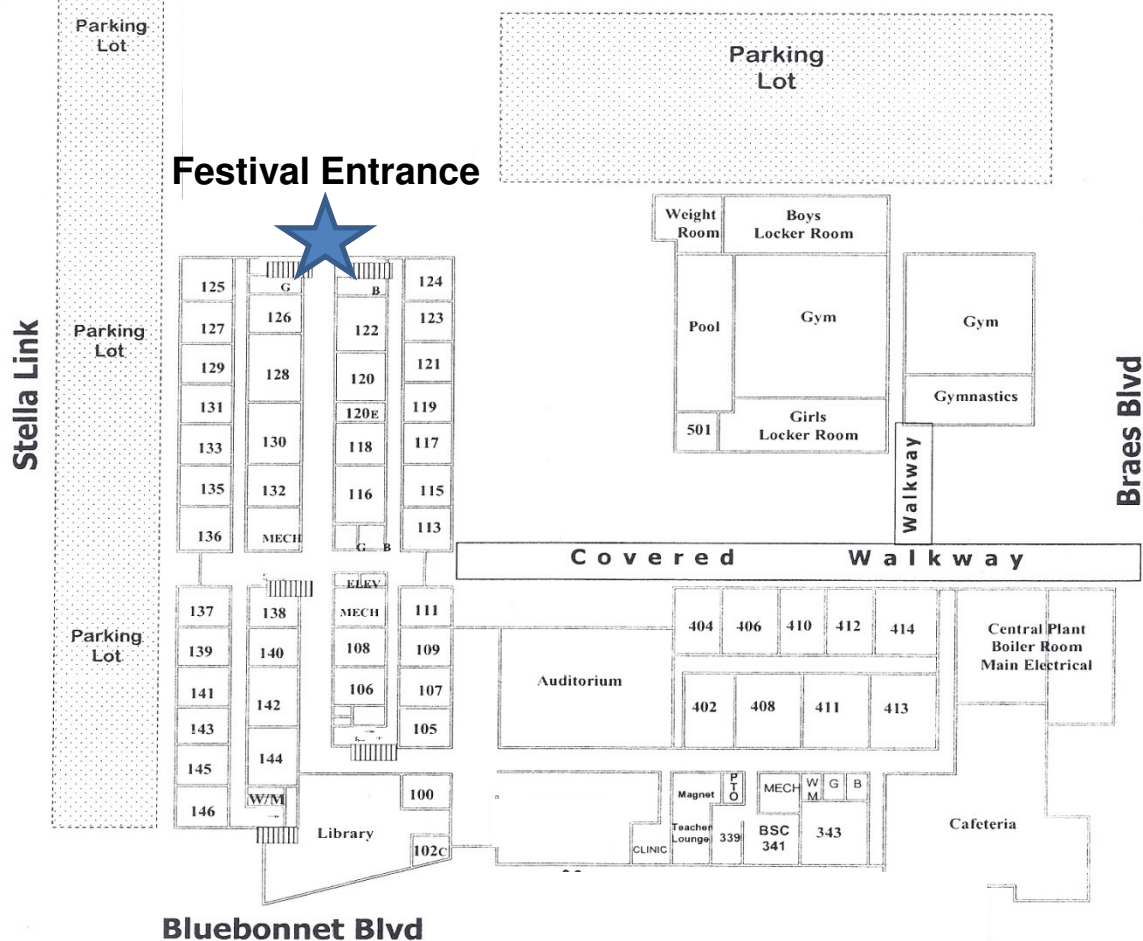 Parking
Lot
Parking
Lot
Festival Entrance
Stella Link
Parking
Lot
Parking
Lot
125
127
129
131
133
135
136
G
126
128
130
132
MECH
B
122
120
120E
118
116
G B
124
123
121
119
117
115
113
Weight
Room
Boys
Locker Room
Pool
Gym
501
Girls
Locker Room
Gym
Gymnastics
Walkway
Braes Blvd
Covered Walkway
137
139
141
143
145
146
138
140
142
144
W/M
ELEV
MECH
108
106
111
109
107
105
100
102C
Library
Auditorium
404
406
410
412
414
402
408
411
413
Central Plant
Boiler Room
Main Electrical
CLINIC
Magnet
Teacher
Lounge
PTO
339
MECH
BSC
341
W
M
G
B
343
Cafeteria
Bluebonnet Blvd